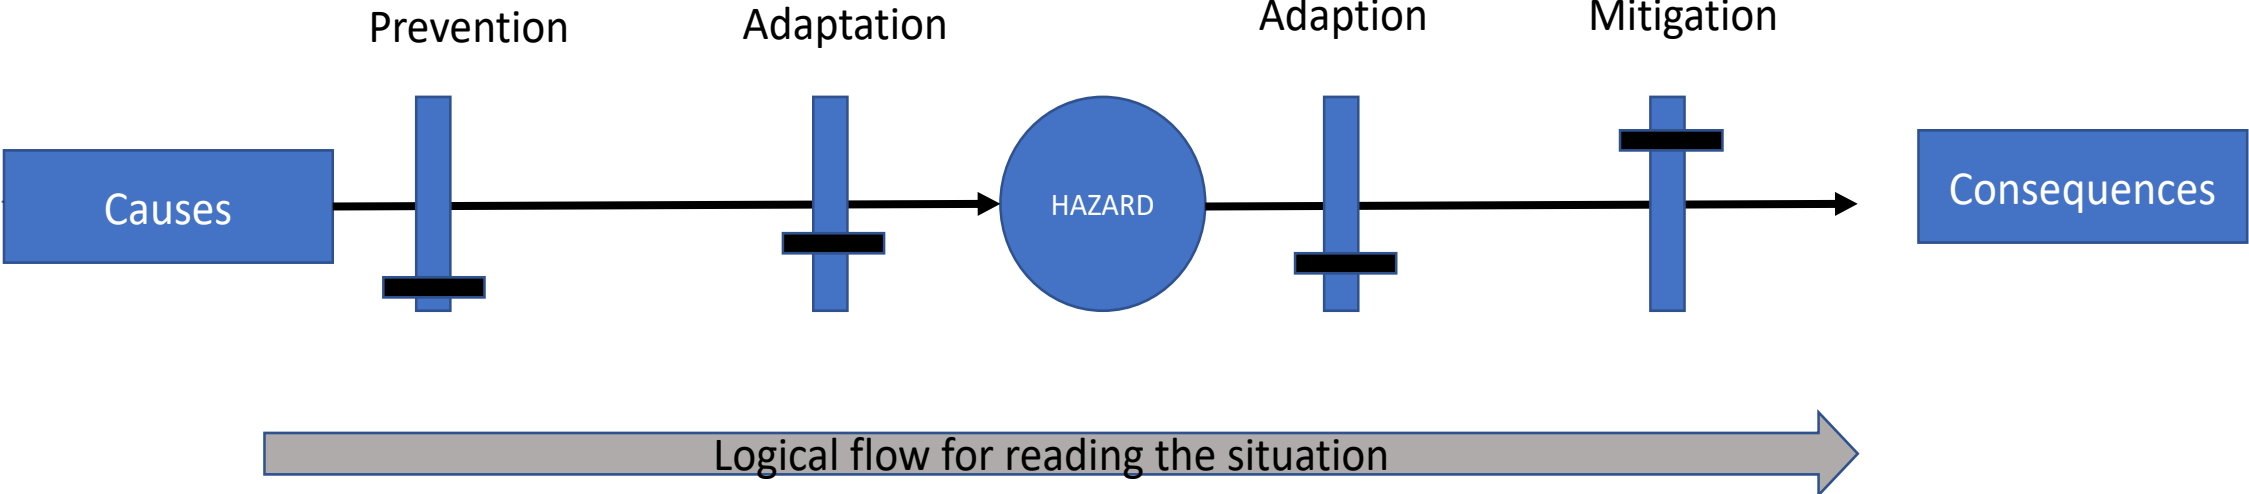 Prevention
Adaptation
Adaption
Mitigation
Causes
HAZARD
Consequences
Logical flow for reading the situation